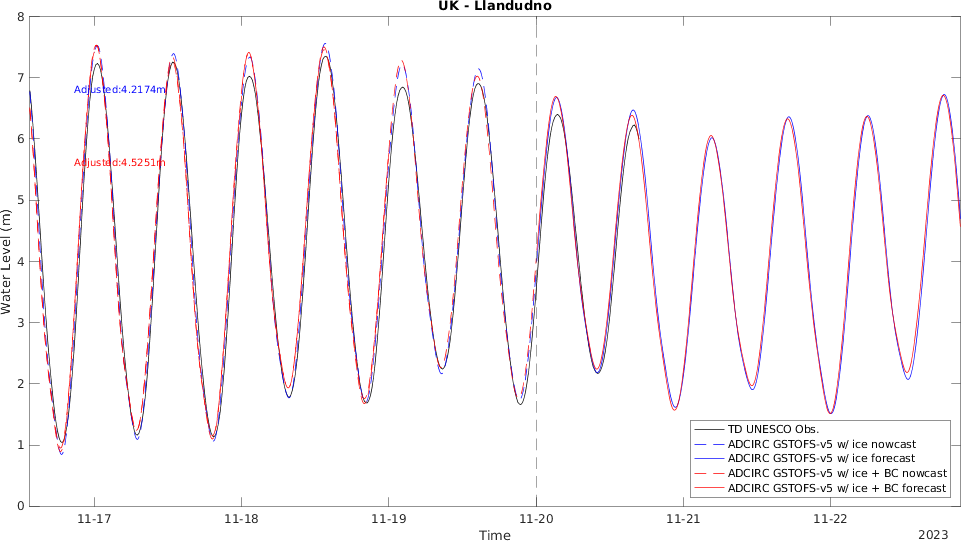 UK - Llandudno
8
7
6
5
4
3
2
1
0
Water Level (m)
Adjusted:4.2174m
Adjusted:4.5251m
TD UNESCO Obs.
ADCIRC GSTOFS-v5 w/ ice nowcast
ADCIRC GSTOFS-v5 w/ ice forecast
ADCIRC GSTOFS-v5 w/ ice + BC nowcast
ADCIRC GSTOFS-v5 w/ ice + BC forecast
11-17 11-18 11-19 11-20 11-21 11-22
Time
2023